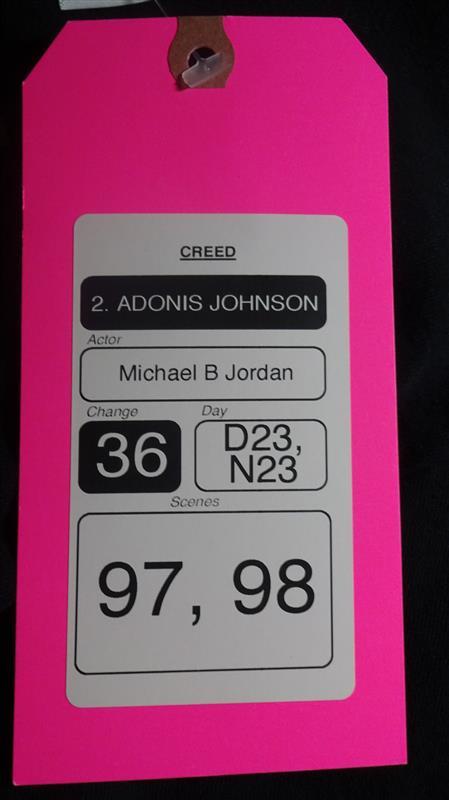 CREED
2. ADONIS JOHNSON
Actor
Michael B Jordan
Change
Day
36
D23,
N23
Scenes
97, 98